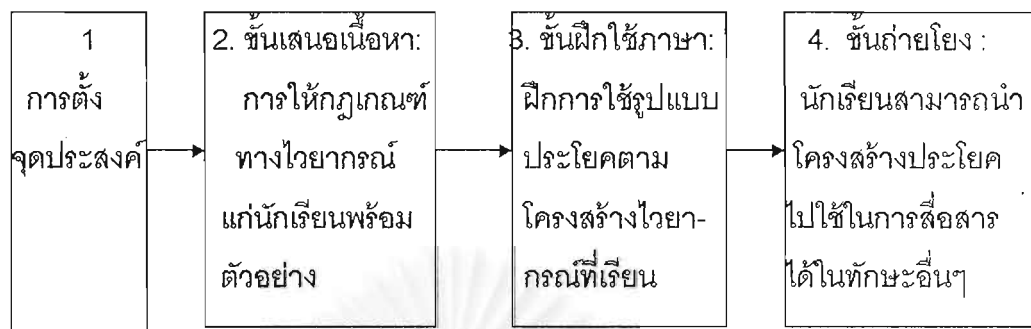 1
การตั้ง
จุดประสงค์
2. ขั้นเสนอเนื้อหา:
การให้กฎเกณฑ์
ทางไวยากรณ์
แก่นักเรียนพร้อม
ตัวอย่าง
3. ขั้นฝึกใช้ภาษา:
ฝึกการใช้รูปแบบ
ประโยคตาม
โครงสร้างไวยา-
กรณ์ที่เรียน
4. ขั้นถ่ายโยง :
นักเรียนสามารถนำ
โครงสร้างประโยค
ไปใช้ในการสื่อสาร
ได้ในทักษะอื่นๆ